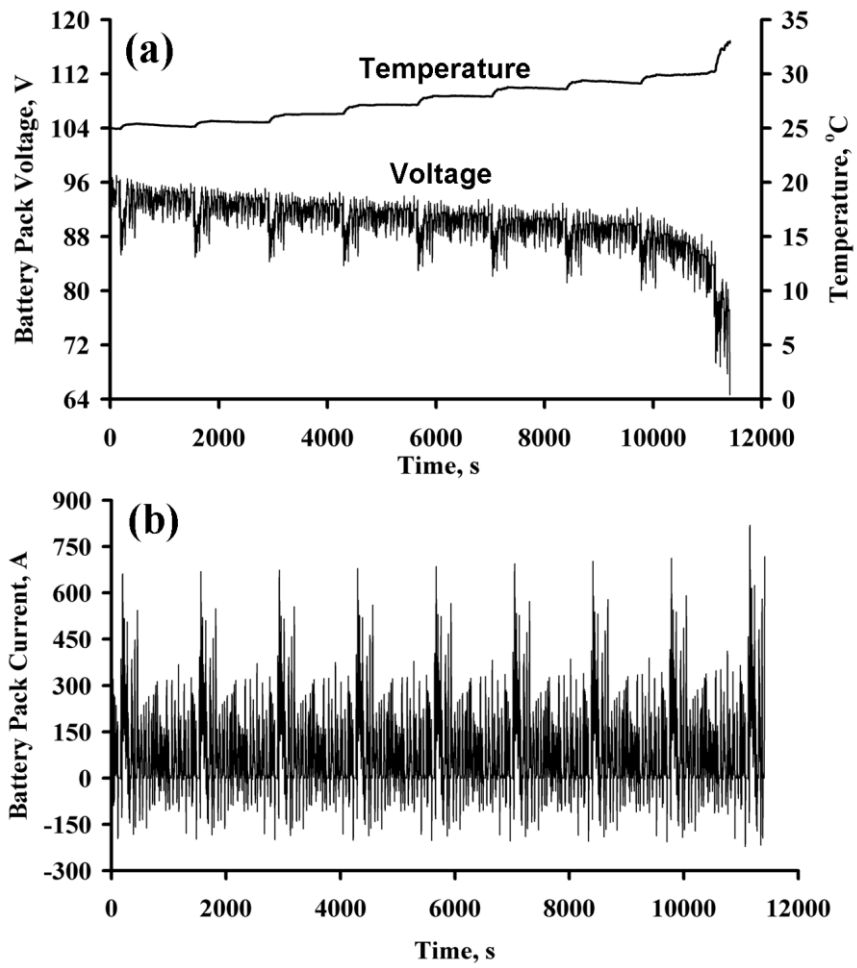 (a)
Temperature
Voltage
Battery Pack Voltage, V
120
112
104
96
88
80
72
64
Temperature, °C
35
30
25
20
15
10
5
0
0 2000 4000 6000 8000 10000 12000
Time, s
(b)
Battery Pack Current, A
900
750
600
450
300
150
0
-150
-300
0 2000 4000 6000 8000 10000 12000
Time, s